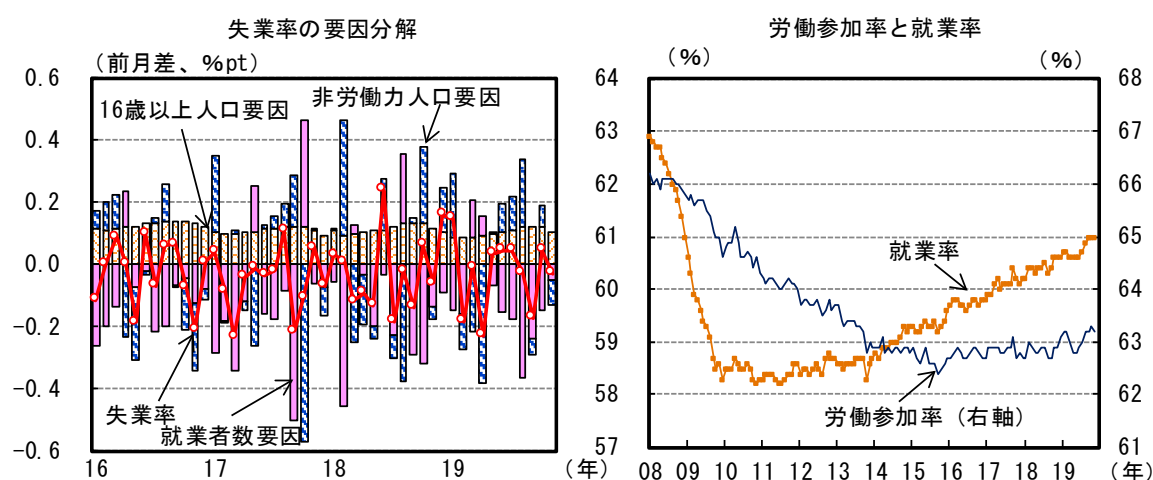 失業率の要因分解
(前月差、%pt)
0.6
0.4
0.2
0.0
-0.2
-0.4
-0.6
16歳以上人口要因
非労働力人口要因
失業率
就業者数要因
16 17 18 19 (年)
労働参加率と就業率
(%) (%)
64
63
62
61
60
59
58
57
68
67
66
65
64
63
62
61
就業率
労働参加率(右軸)
08 09 10 11 12 13 14 15 16 17 18 19 (年)